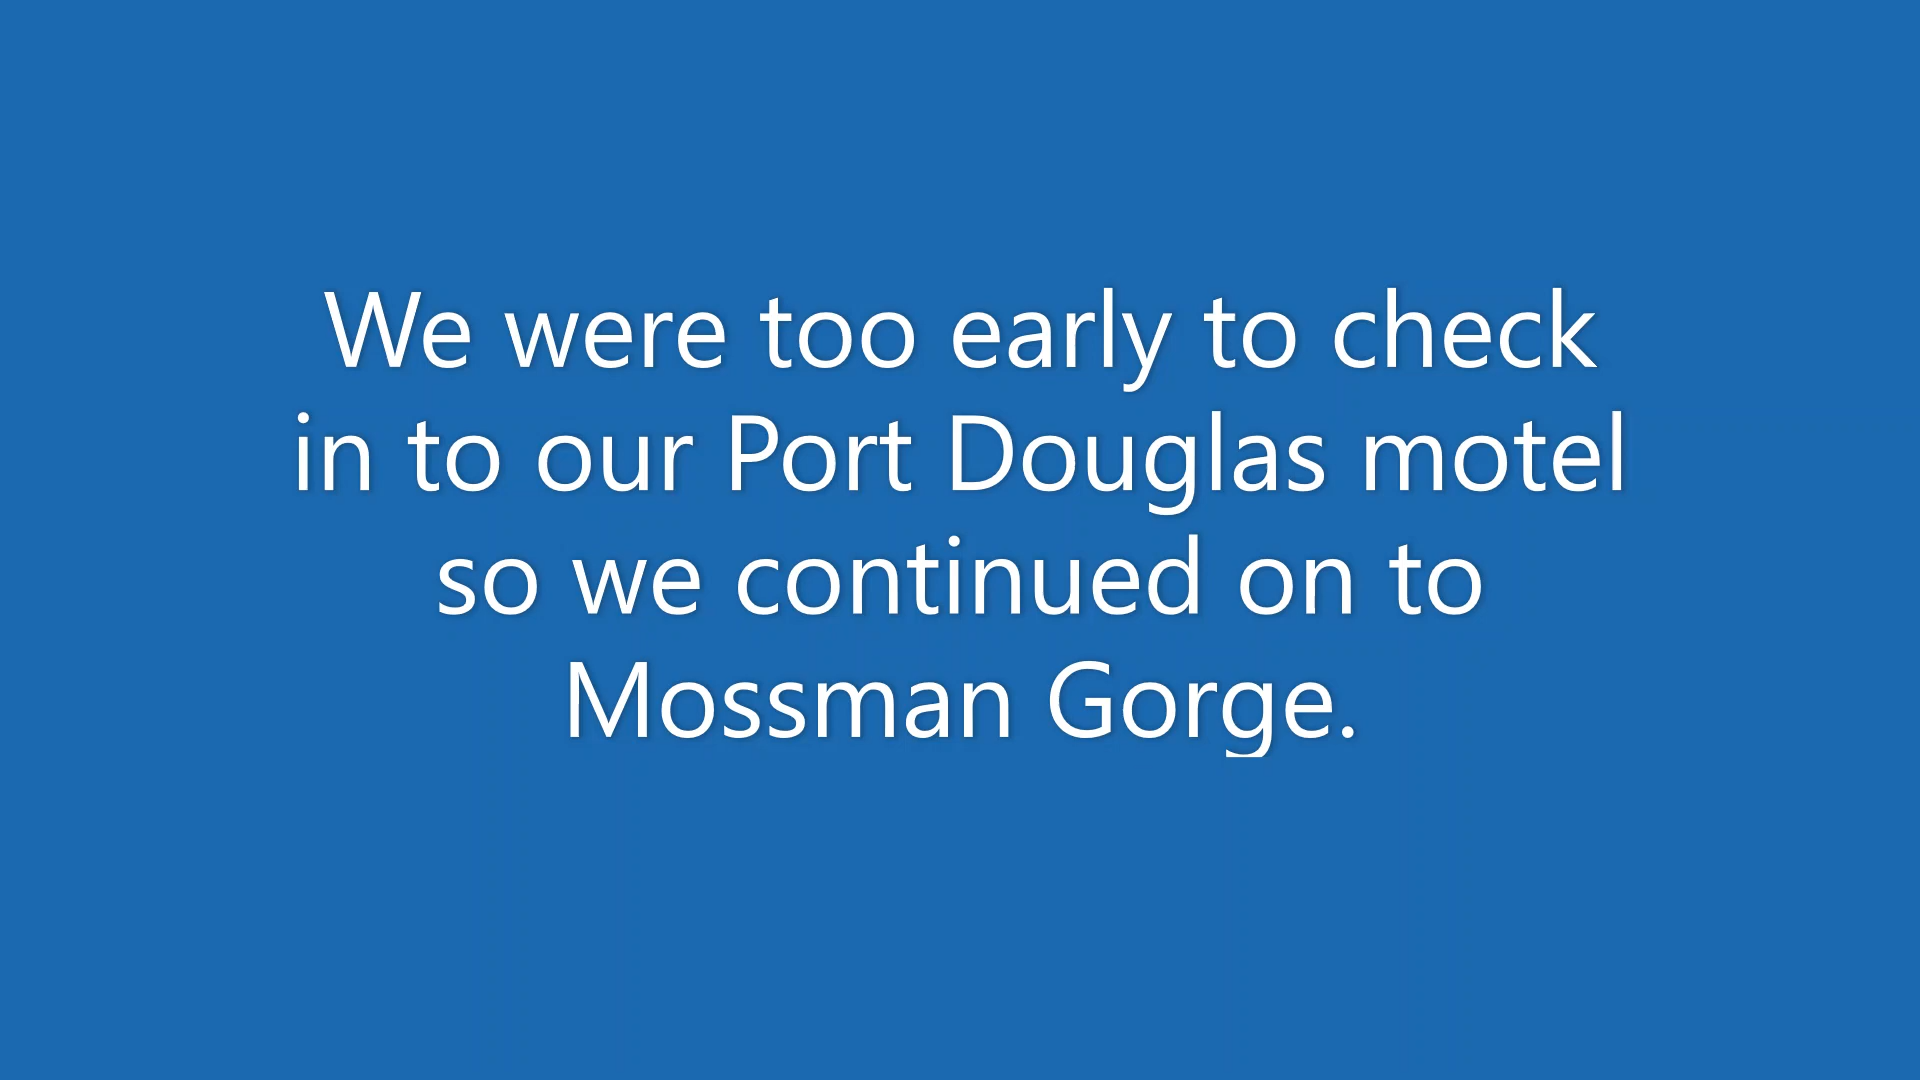 We were too early to check
in to our Port Douglas motel
so we continued on to
Mossman Gorge.